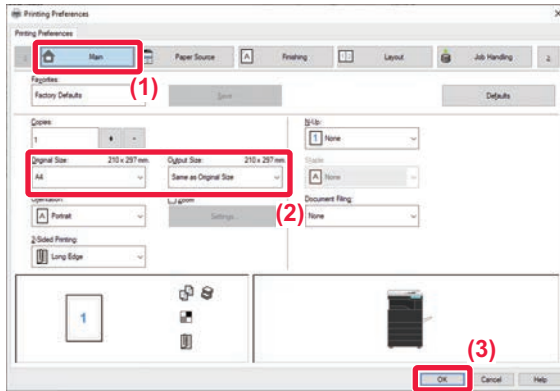 Printing Preferences
Printing Preferences
Main
Paper Source
Finishing
Layout
Job Handling
(1)
Favorites:
Factory Defaults
Save
Defaults
Copies:
1
N-Up:
1 None
Original Size: 210 x 297 mm.
Output Size: 210 x 297 mm.
A4
Same as Original Size
Staple:
A None
(2)
Orientation:
Zoom
Document Filing:
A Portrait
Settings...
None
2-Sided Printing:
Long Edge
1
(3)
OK
Cancel
Help